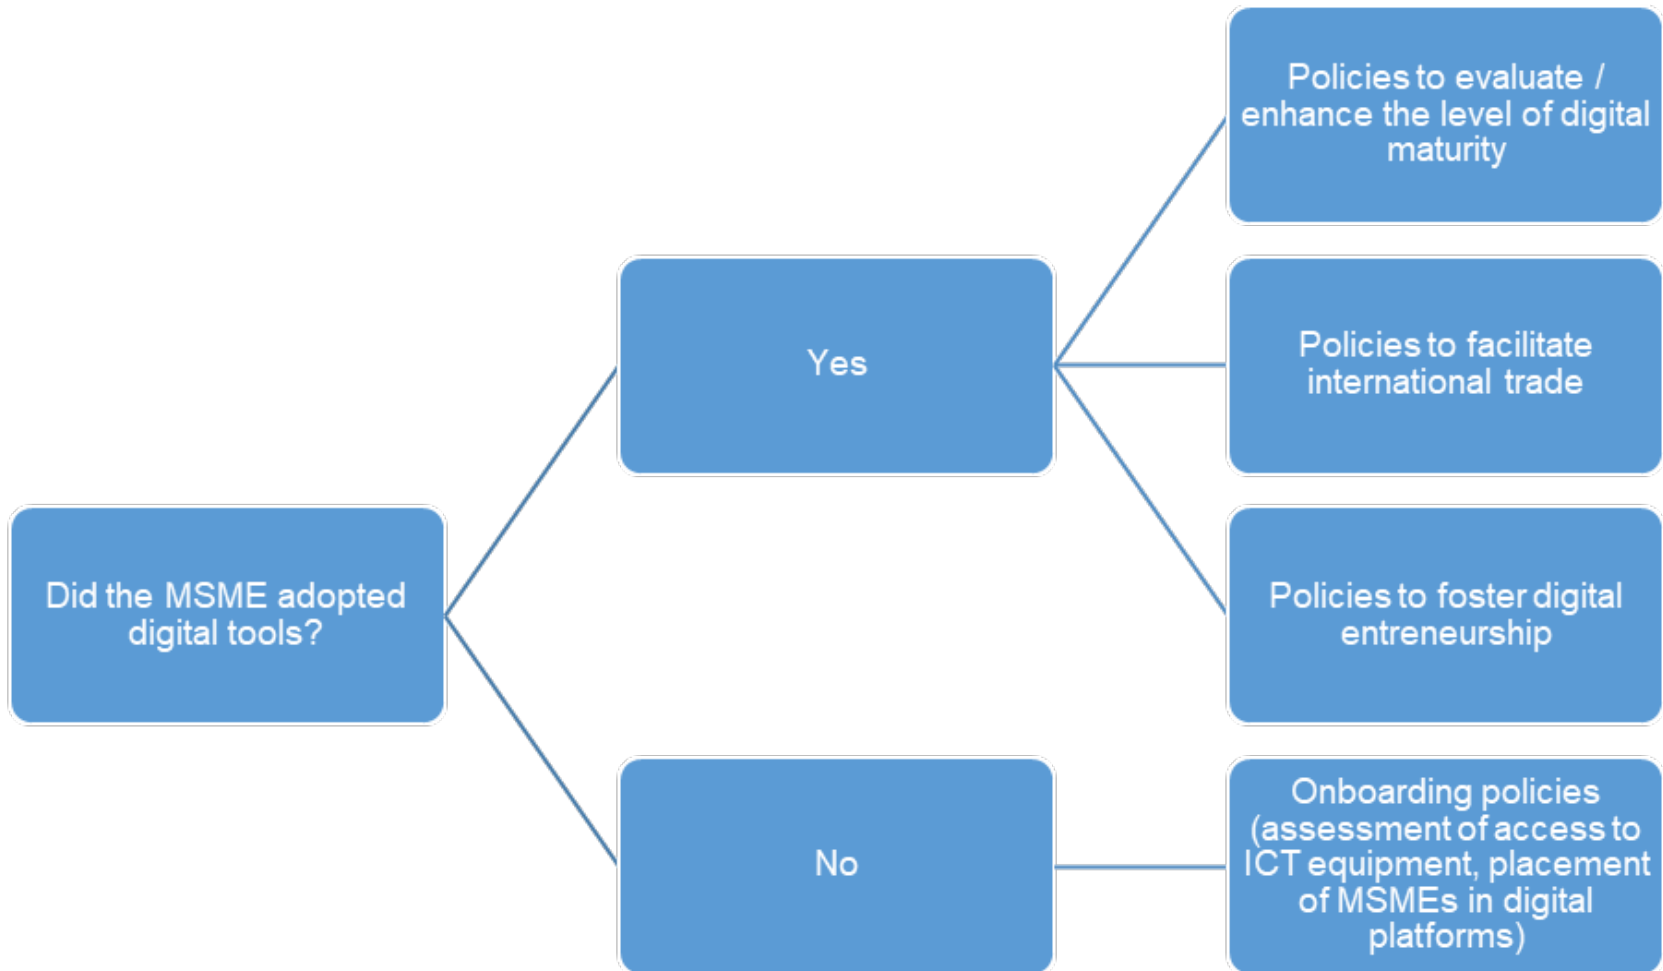 Did the MSME adopted
digital tools?
Yes
Policies to evaluate /
enhance the level of digital
maturity
Policies to facilitate
international trade
Policies to foster digital
entreneurship
No
Onboarding policies
(assessment of access to
ICT equipment, placement
of MSMEs in digital
platforms)